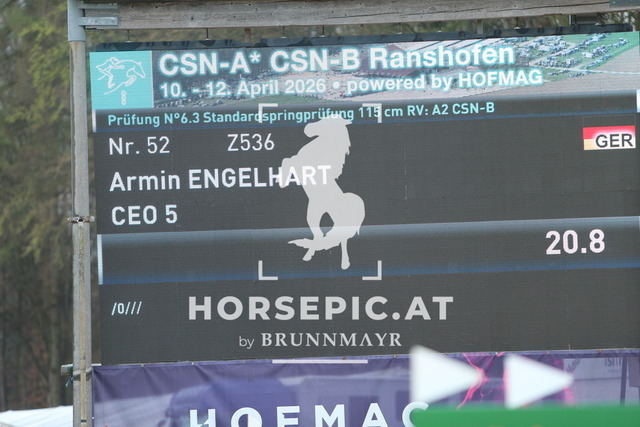 CSN-A* CSN-B Ranshofen
10. - 12. April 2026 • powered by HOFMAG
Prüfung N°6.3 Standardspringprüfung 115 cm RV: A2 CSN-B
Nr. 52 Z536
GER
Armin ENGELHART
CEO 5
20.8
/0///
HORSEPIC.AT
by BRUNNMAYR
HOFMAG